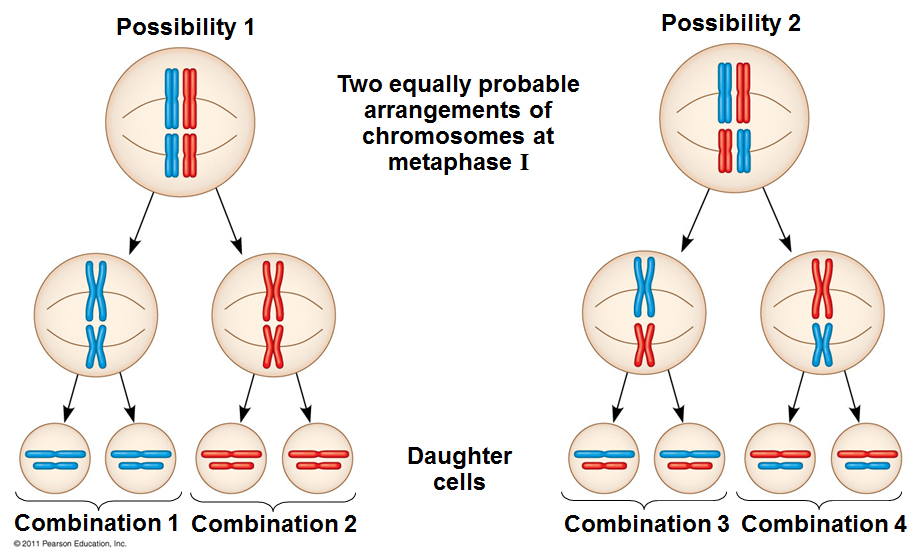 Possibility 1
Possibility 2
Two equally probable
arrangements of
chromosomes at
metaphase I
Daughter
cells
Combination 1
Combination 2
Combination 3
Combination 4
© 2011 Pearson Education, Inc.